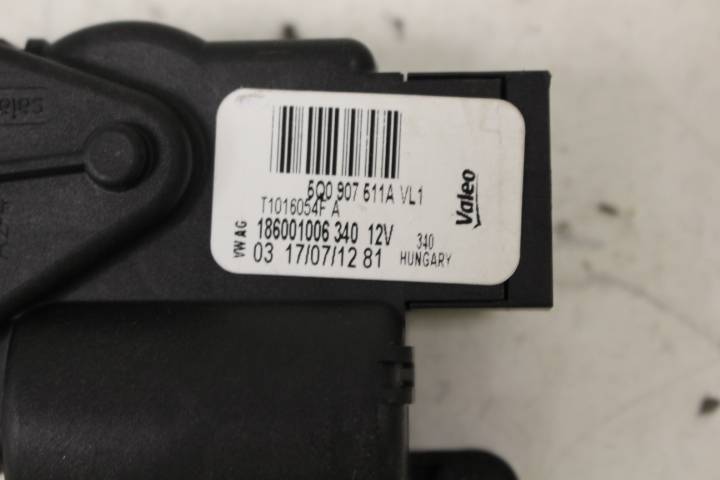 5Q0 907 511A VL1
T1016054F A
186001006 340 12V
03 17/07/12 81
VW AG
340
HUNGARY
Valeo